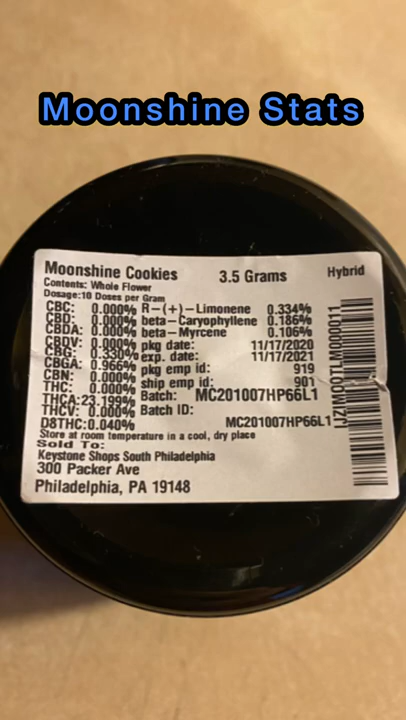 Moonshine Stats
Moonshine Cookies 3.5 Grams Hybrid
Contents: Whole Flower
Dosage:10 Doses per Gram
CBC: 0.000% R-(+)-Limonene 0.334%
CBD: 0.000% beta-Caryophyllene 0.186%
CBDA: 0.000% beta-Myrcene 0.106%
CBDV: 0.000% pkg date: 11/17/2020
CBG: 0.330% exp. date: 11/17/2021
CBGA: 0.966% pkg emp id: 919
CBN: 0.000% ship emp id: 901
THC: 0.000% Batch: MC201007HP66L1
THCA:23.199% Batch ID:
THCV: 0.000% MC201007HP66L1
D8THC:0.040%
Store at room temperature in a cool, dry place
Sold To:
Keystone Shops South Philadelphia
300 Packer Ave
Philadelphia, PA 19148